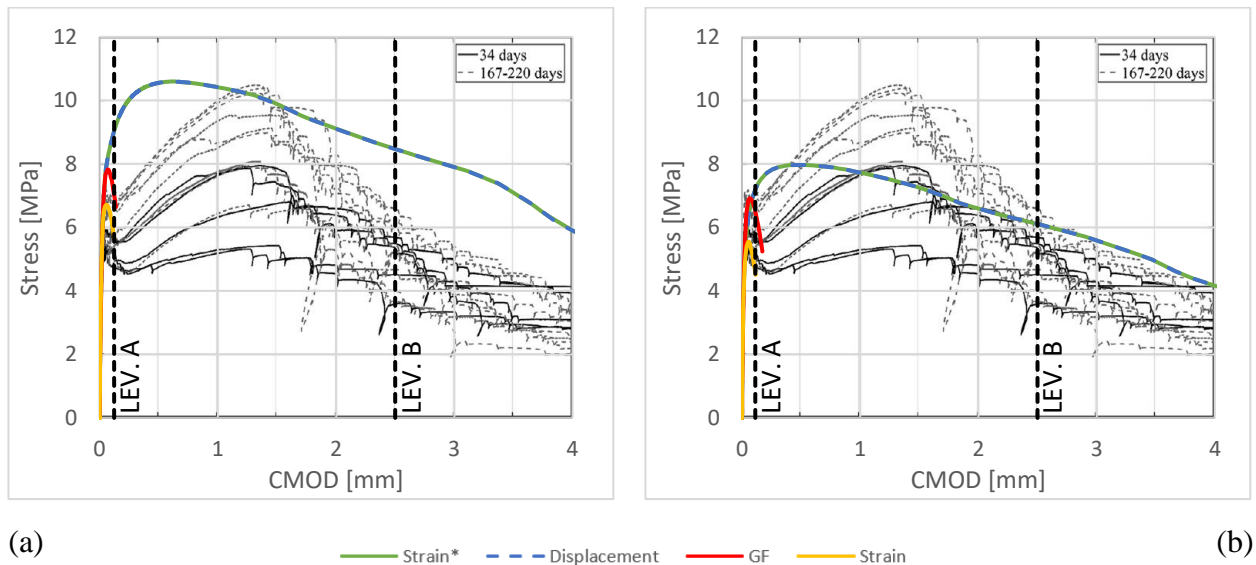 12
10
8
6
4
2
0
Stress [MPa]
34 days
167-220 days
LEV. A
LEV. B
0 1 2 3 4
CMOD [mm]
12
10
8
6
4
2
0
Stress [MPa]
34 days
167-220 days
LEV. A
LEV. B
0 1 2 3 4
CMOD [mm]
(a)
(b)
Strain* Displacement GF Strain